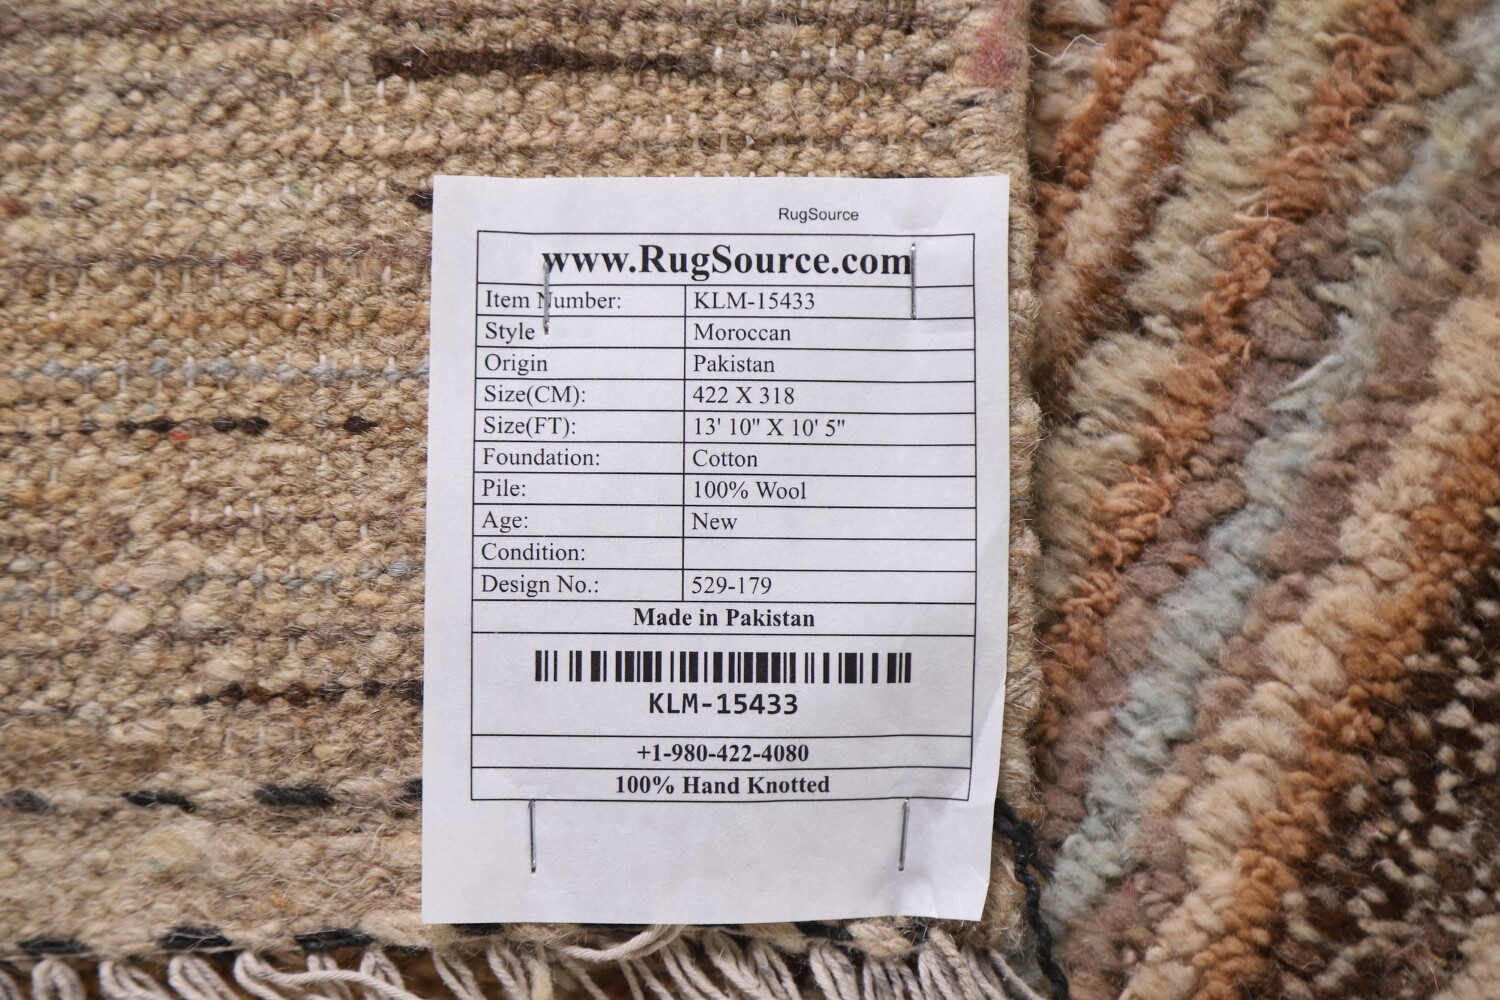 RugSource
www.RugSource.com
Item Number: KLM-15433
Style Moroccan
Origin Pakistan
Size(CM): 422 X 318
Size(FT): 13' 10" X 10' 5"
Foundation: Cotton
Pile: 100% Wool
Age: New
Condition:
Design No.: 529-179
Made in Pakistan
KLM-15433
+1-980-422-4080
100% Hand Knotted